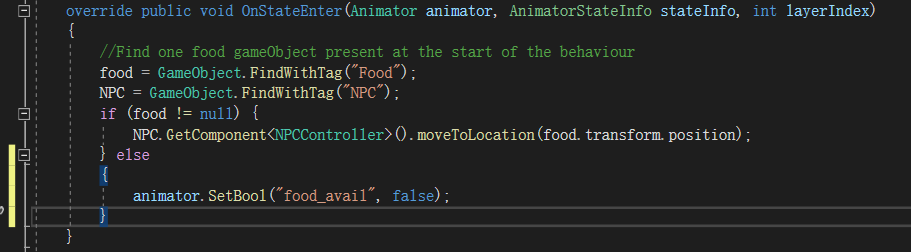 override public void OnStateEnter(Animator animator, AnimatorStateInfo stateInfo, int layerIndex)
{
//Find one food gameObject present at the start of the behaviour
food = GameObject.FindWithTag("Food");
NPC = GameObject.FindWithTag("NPC");
if (food != null) {
NPC.GetComponent<NPCController>().moveToLocation(food.transform.position);
} else
{
animator.SetBool("food_avail", false);
}
}